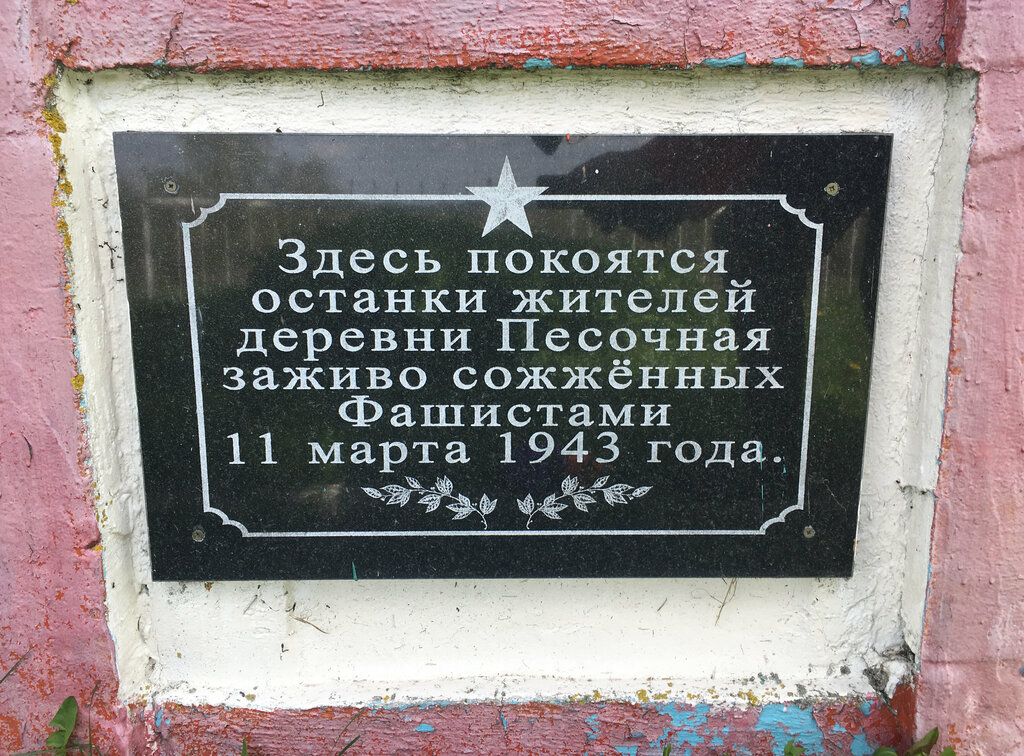 Здесь покоятся
останки жителей
деревни Песочная
заживо сожжённых
Фашистами
11 марта 1943 года.